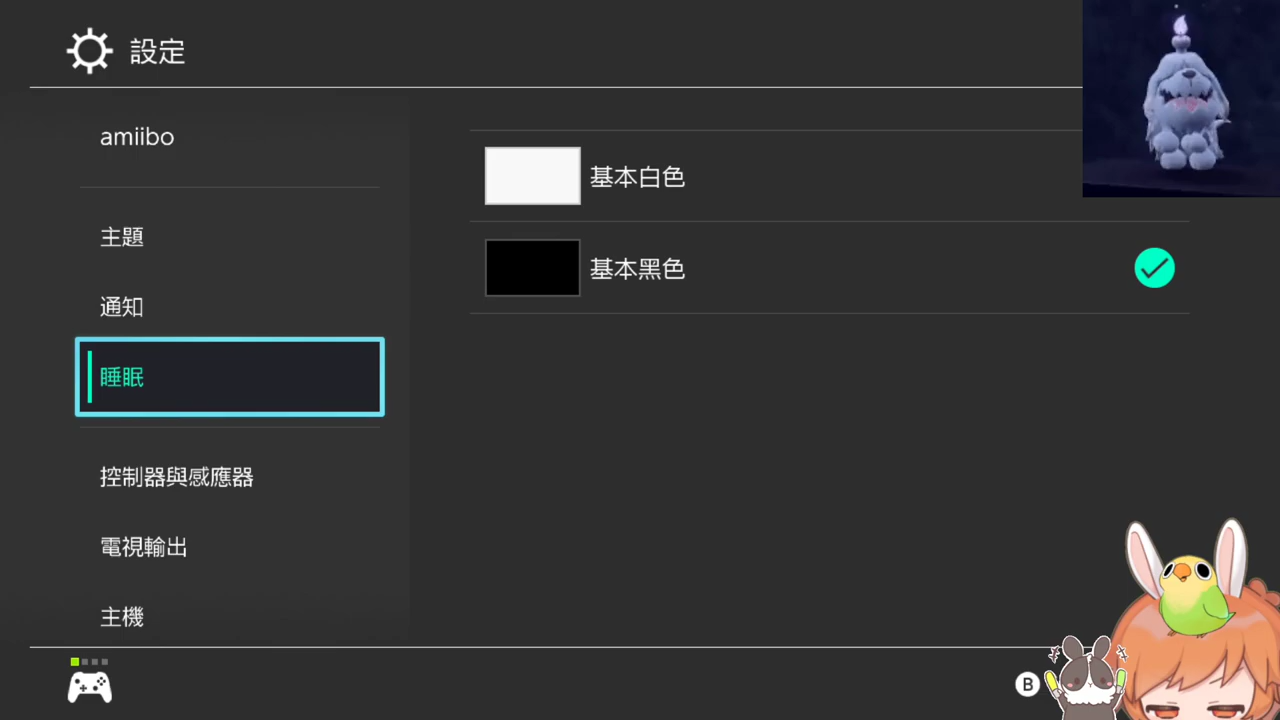 設定
amiibo
主題
通知
睡眠
控制器與感應器
電視輸出
主機
基本白色
基本黑色
B